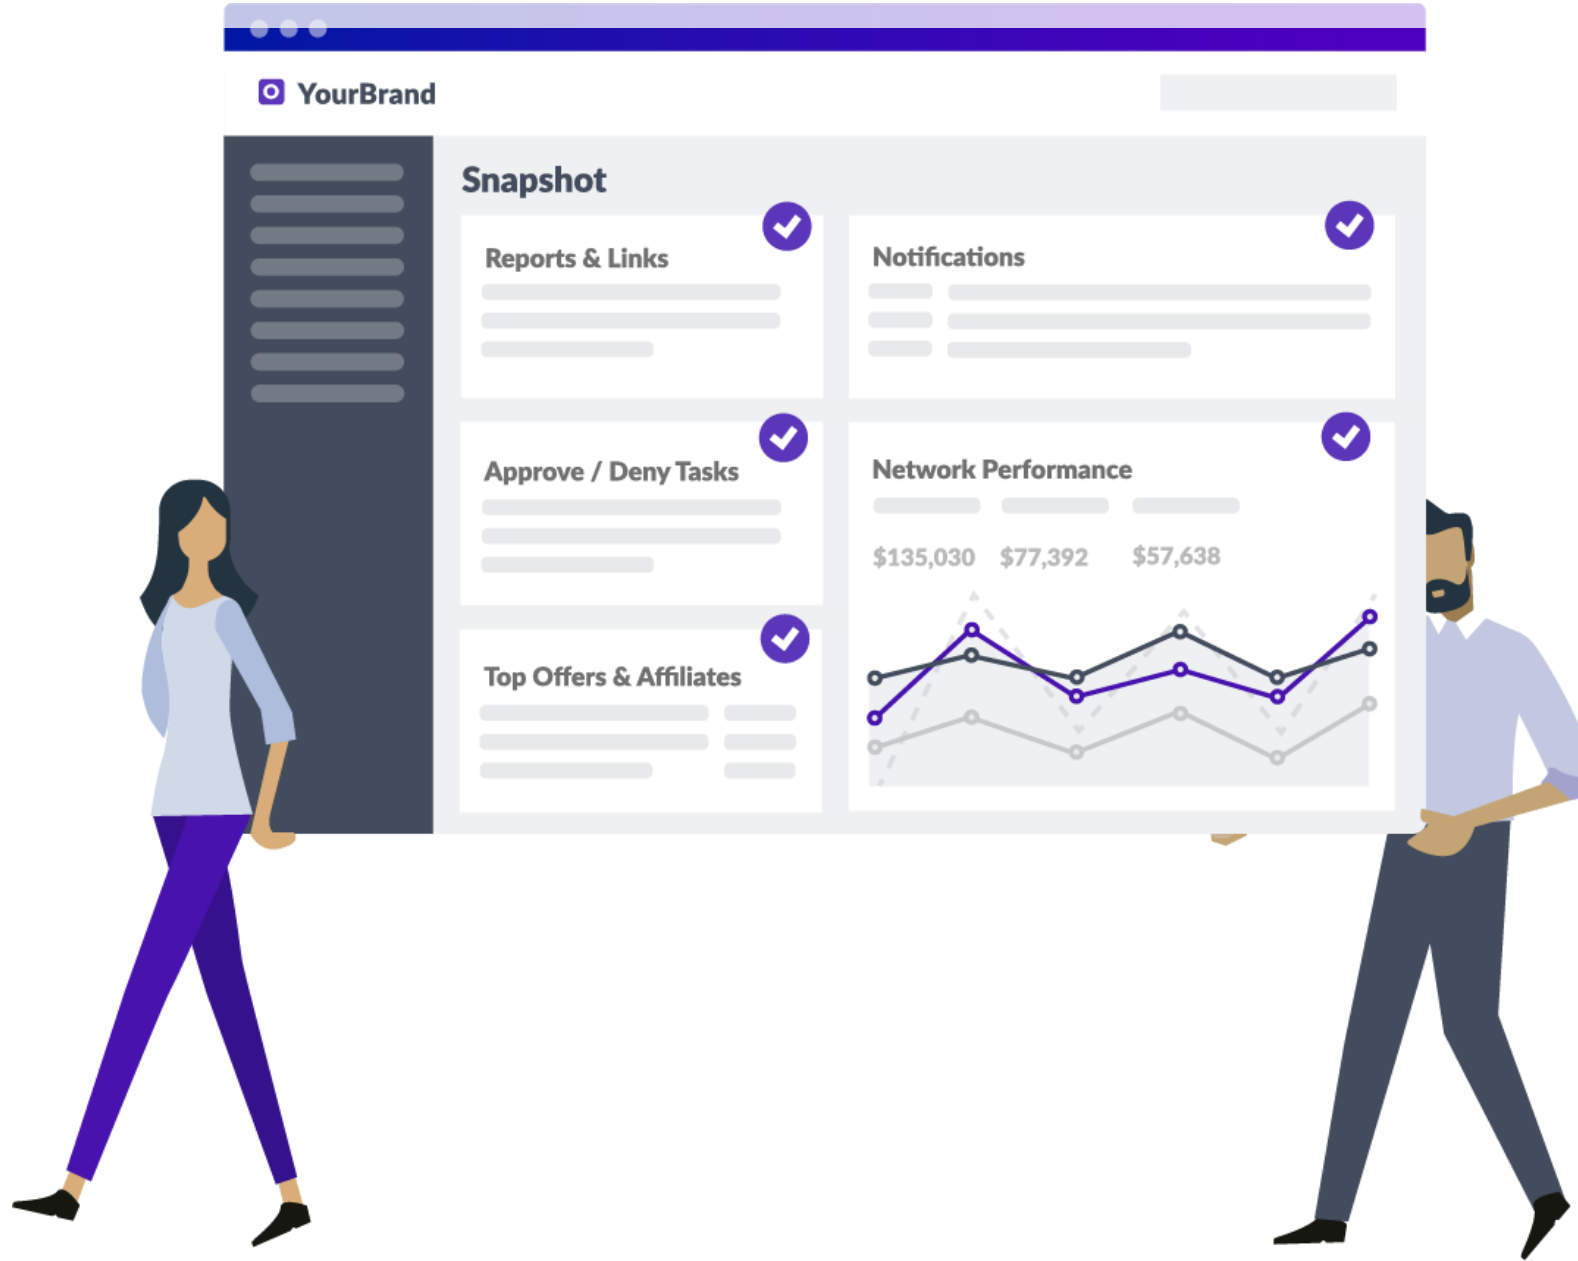 YourBrand
Snapshot
Reports & Links
Notifications
Approve / Deny Tasks
Network Performance
$135,030 $77,392 $57,638
Top Offers & Affiliates